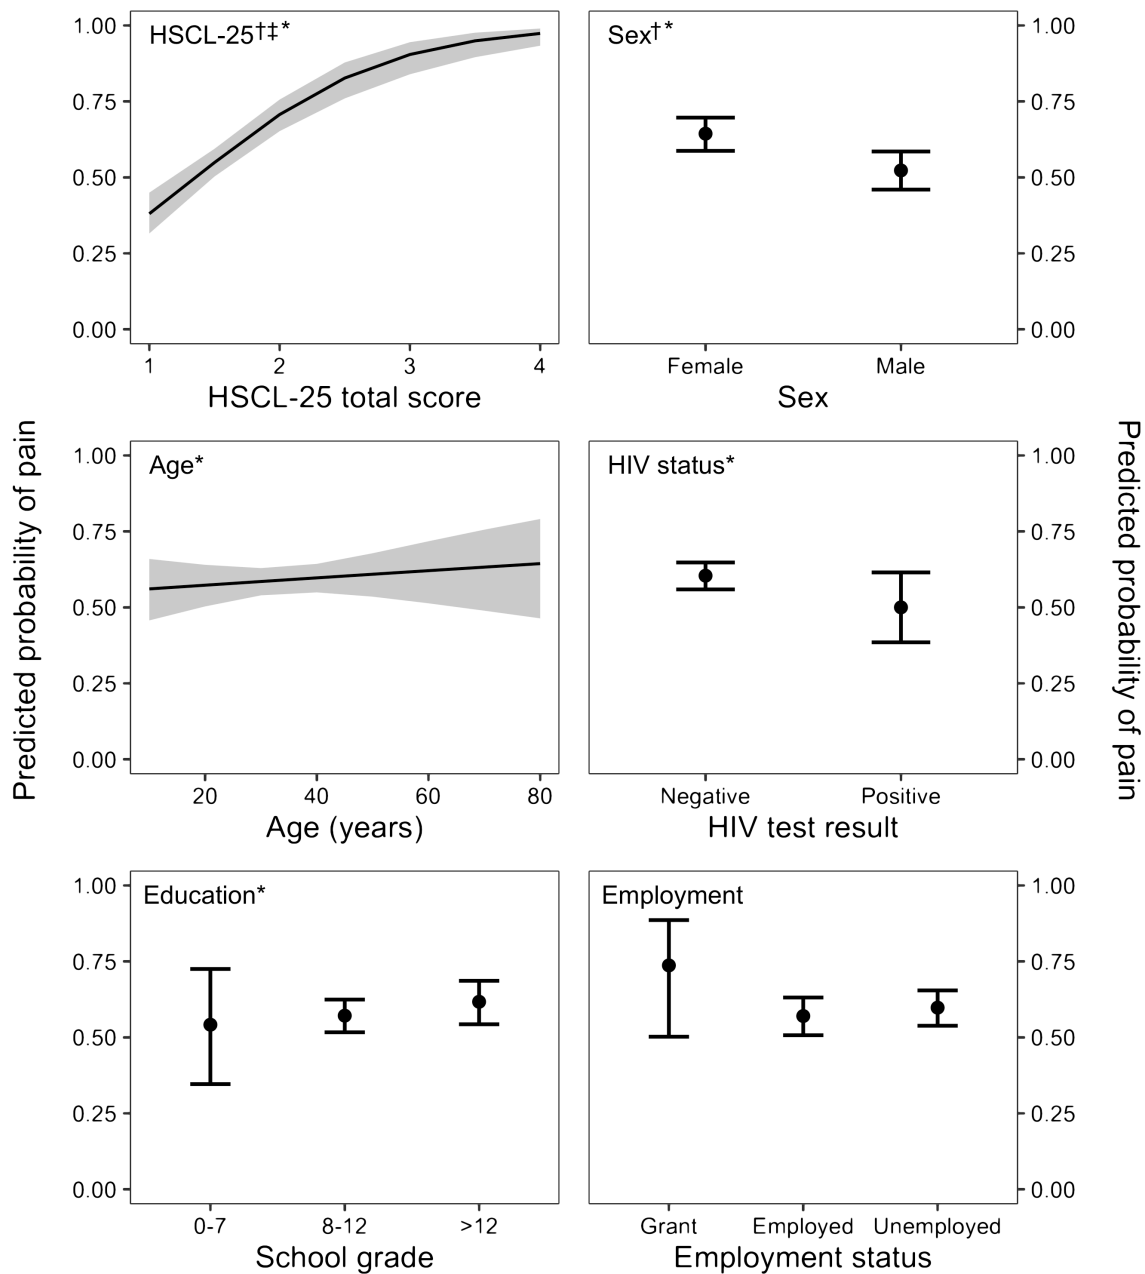 HSCL-25†‡*
1.00
0.75
0.50
0.25
0.00
1 2 3 4
HSCL-25 total score
Sex†*
1.00
0.75
0.50
0.25
0.00
Female Male
Sex
Predicted probability of pain
Age*
1.00
0.75
0.50
0.25
0.00
20 40 60 80
Age (years)
HIV status*
1.00
0.75
0.50
0.25
0.00
Negative Positive
HIV test result
Predicted probability of pain
Education*
1.00
0.75
0.50
0.25
0.00
0-7 8-12 >12
School grade
Employment
1.00
0.75
0.50
0.25
0.00
Grant Employed Unemployed
Employment status